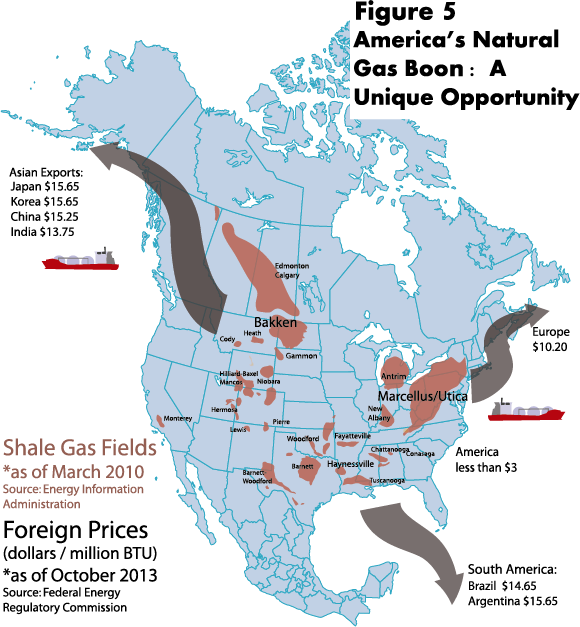 Figure 5
America's Natural
Gas Boon: A
Unique Opportunity
Asian Exports:
Japan $15.65
Korea $15.65
China $15.25
India $13.75
Edmonton
Calgary
Bakken
Cody
Heath
Gammon
Europe
$10.20
Hilliard-Baxel
Mancos
Niobara
Antrim
Marcellus/Utica
Hermosa
New
Albany
Monterey
Lewis
Pierre
Woodford
Fayatteville
Chattanooga
Conasaga
America
less than $3
Barnett
Woodford
Barnett
Haynessville
Tuscanooga
Shale Gas Fields
*as of March 2010
Source: Energy Information
Administration
Foreign Prices
(dollars / million BTU)
*as of October 2013
Source: Federal Energy
Regulatory Commission
South America:
Brazil $14.65
Argentina $15.65